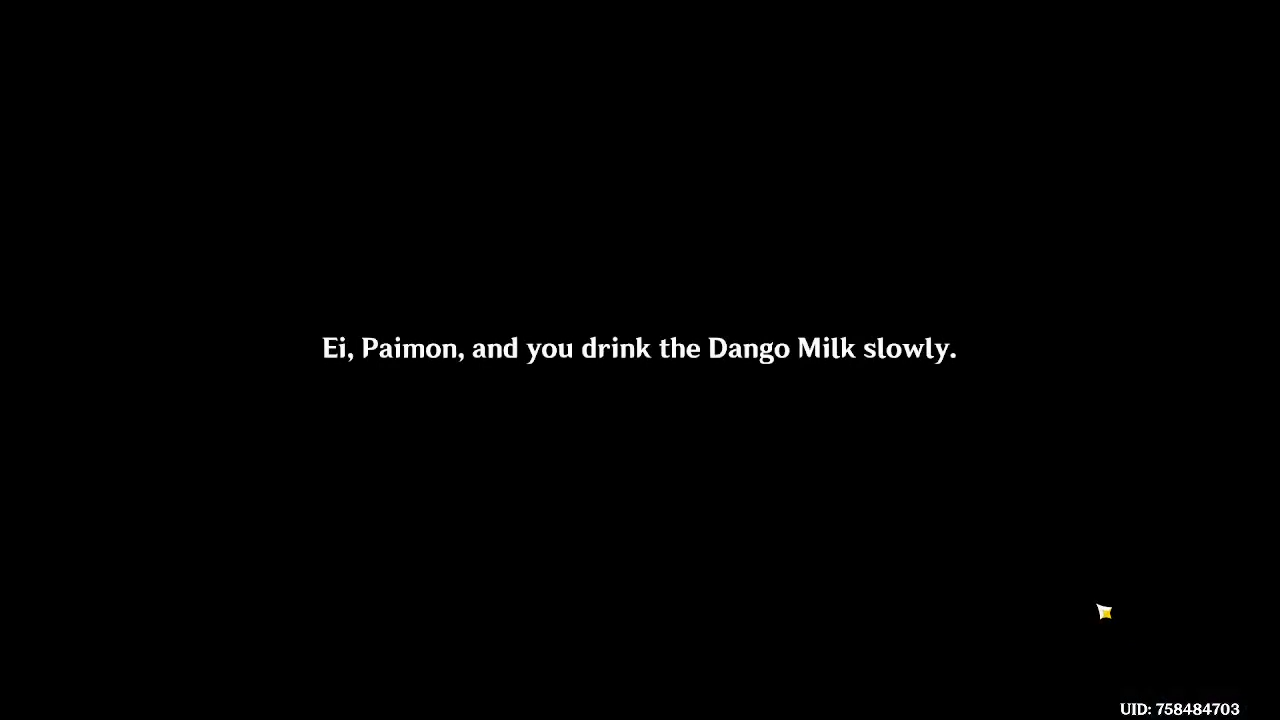 Ei, Paimon, and you drink the Dango Milk slowly.
UID: 758484703